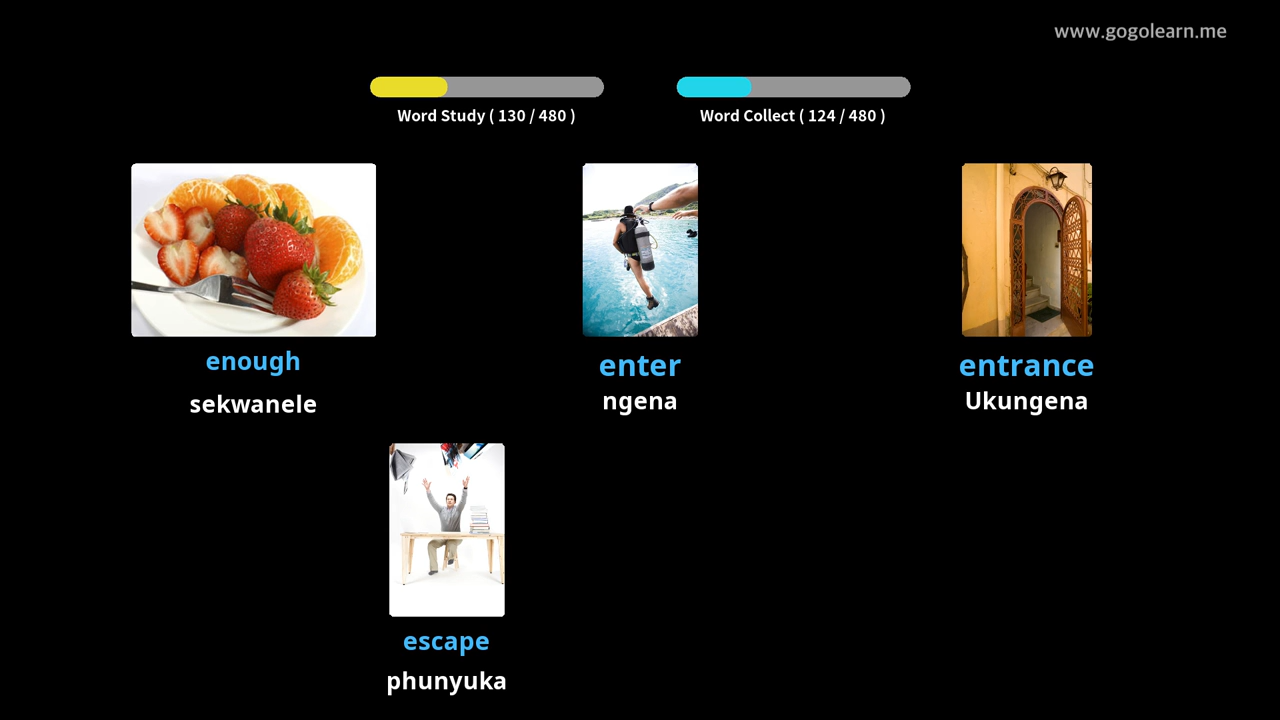 www.gogolearn.me
Word Study ( 130 / 480 )
Word Collect ( 124 / 480 )
enough
sekwanele
enter
ngena
entrance
Ukungena
escape
phunyuka